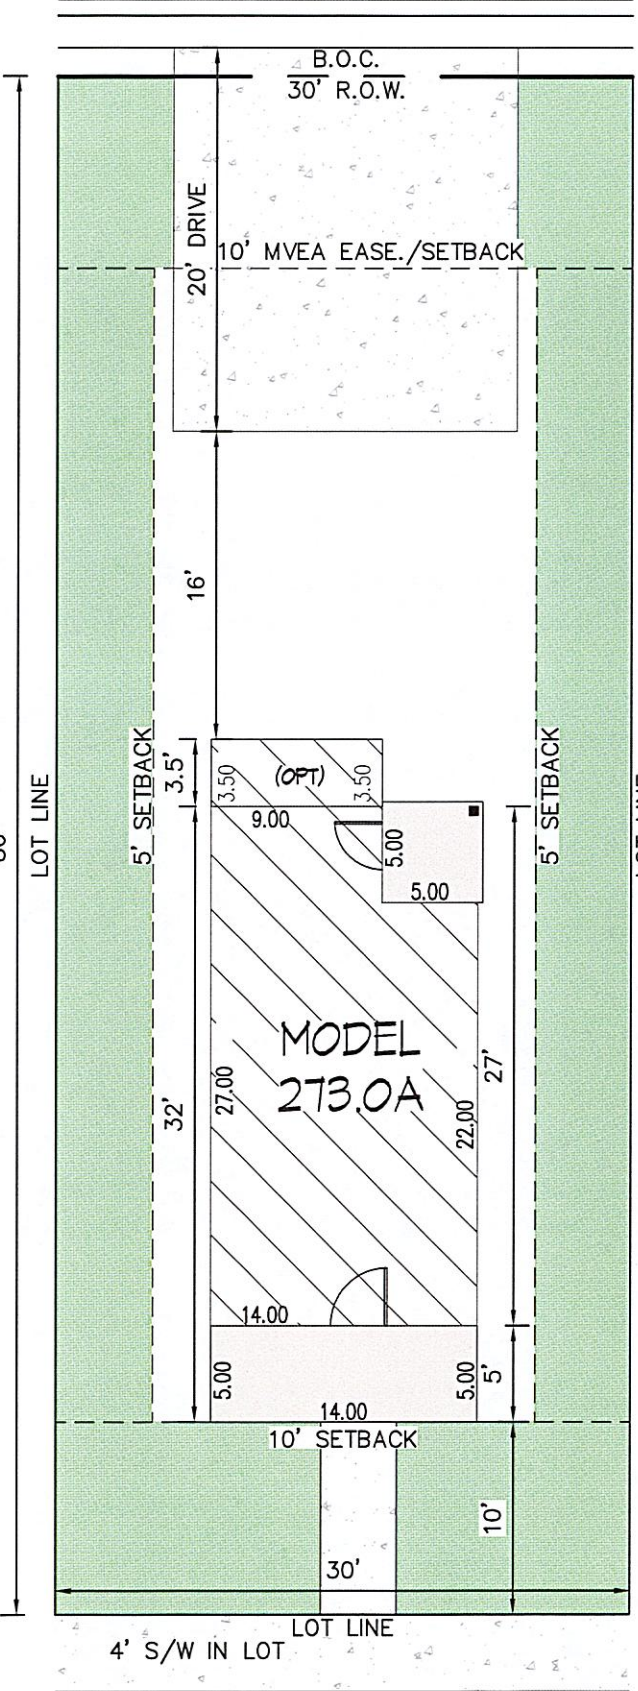 B.O.C.
30' R.O.W.
20' DRIVE
10' MVEA EASE./SETBACK
16'
3.5'
3.50
(OPT)
3.50
9.00
5.00
5.00
5' SETBACK
5' SETBACK
LOT LINE
MODEL
273.0A
32'
27.00
22.00
27'
14.00
5.00
5.00
5'
14.00
10' SETBACK
10'
30'
LOT LINE
4' S/W IN LOT